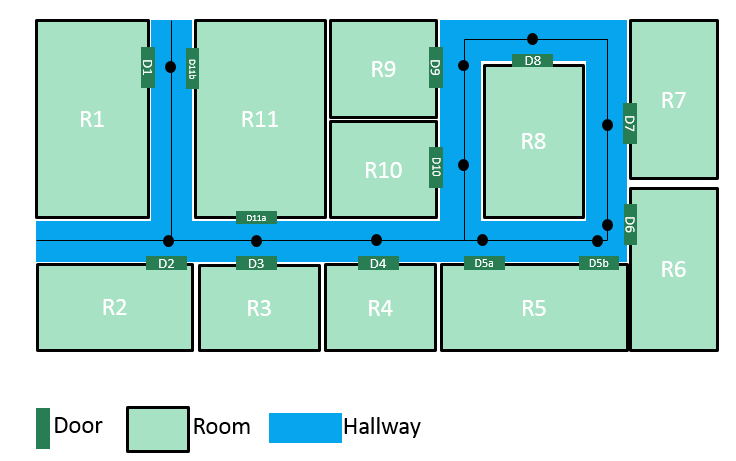 D1
D11b
R1
R11
R9
D9
R10
D10
D8
R8
D7
R7
D11a
D6
R6
D2
D3
D4
D5a
D5b
R2
R3
R4
R5
Door
Room
Hallway